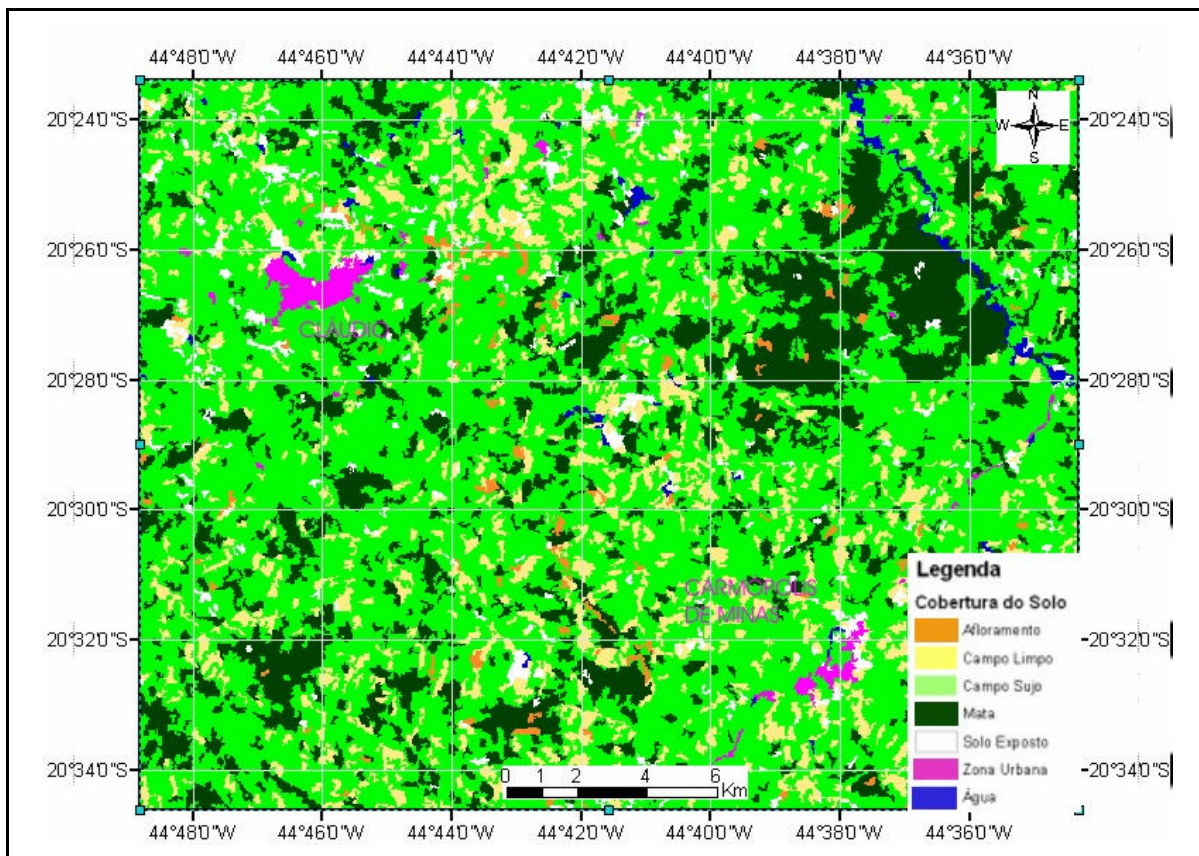 44°48'0"W 44°46'0"W 44°44'0"W 44°42'0"W 44°40'0"W 44°38'0"W 44°36'0"W
N
W E
S
20°24'0"S 20°24'0"S
20°26'0"S 20°26'0"S
CLÁUDIO
20°28'0"S 20°28'0"S
20°30'0"S 20°30'0"S
Legenda
Cobertura do Solo
CARMÓPOLIS
DE MINAS
Afloramento
20°32'0"S 20°32'0"S
Campo Limpo
Campo Sujo
Mata
Solo Exposto
Zona Urbana
Água
20°34'0"S 20°34'0"S
0 1 2 4 6
Km
44°48'0"W 44°46'0"W 44°44'0"W 44°42'0"W 44°40'0"W 44°38'0"W 44°36'0"W